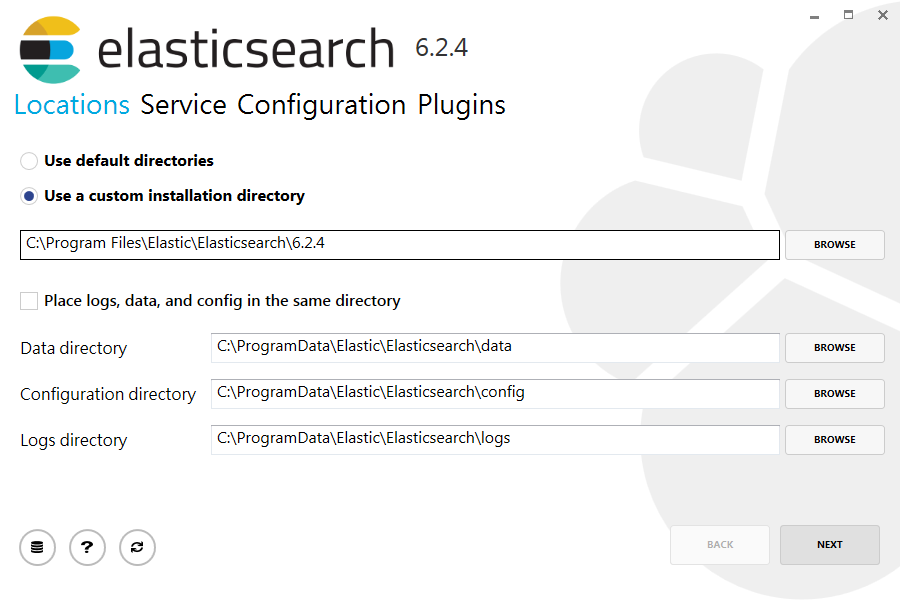 elasticsearch 6.2.4
Locations Service Configuration Plugins
Use default directories
Use a custom installation directory
C:\Program Files\Elastic\Elasticsearch\6.2.4 BROWSE
Place logs, data, and config in the same directory
Data directory C:\ProgramData\Elastic\Elasticsearch\data BROWSE
Configuration directory C:\ProgramData\Elastic\Elasticsearch\config BROWSE
Logs directory C:\ProgramData\Elastic\Elasticsearch\logs BROWSE
? BACK NEXT